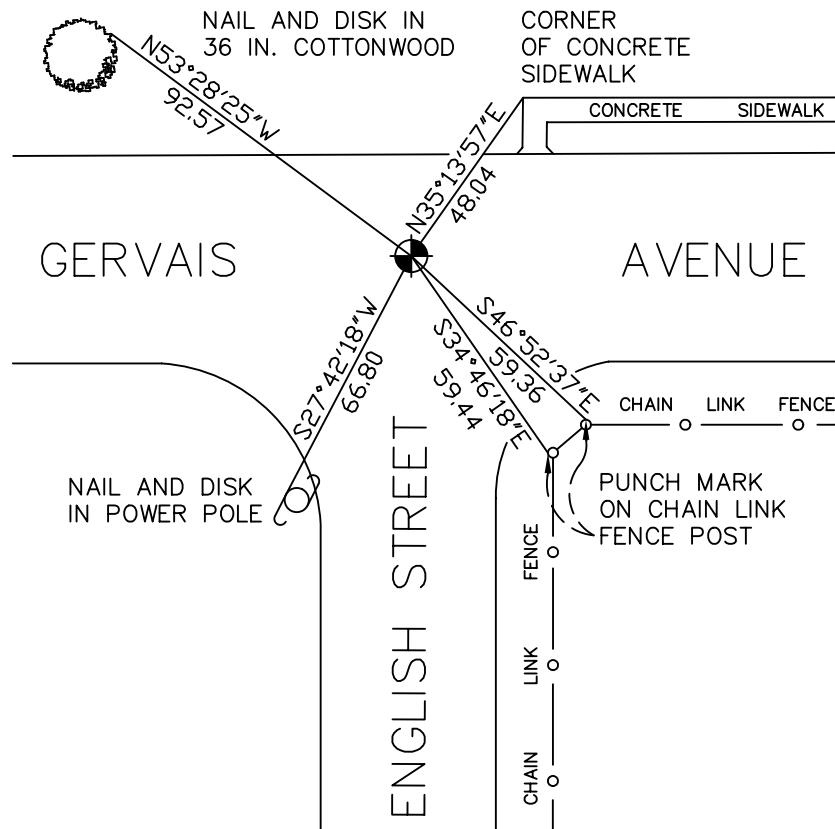 NAIL AND DISK IN
36 IN. COTTONWOOD
CORNER
OF CONCRETE
SIDEWALK
N53°28'25"W
92.57
CONCRETE SIDEWALK
N35°13'57"E
48.04
GERVAIS AVENUE
S27°42'18"W
66.80
S46°52'37"E
59.36
S34°46'18"E
59.44
CHAIN LINK FENCE
NAIL AND DISK
IN POWER POLE
PUNCH MARK
ON CHAIN LINK
FENCE POST
ENGLISH STREET
CHAIN LINK FENCE